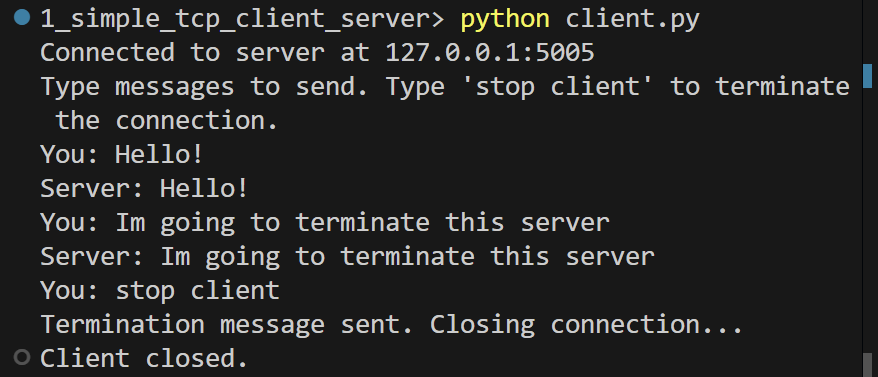 1_simple_tcp_client_server> python client.py
Connected to server at 127.0.0.1:5005
Type messages to send. Type 'stop client' to terminate
the connection.
You: Hello!
Server: Hello!
You: Im going to terminate this server
Server: Im going to terminate this server
You: stop client
Termination message sent. Closing connection...
Client closed.